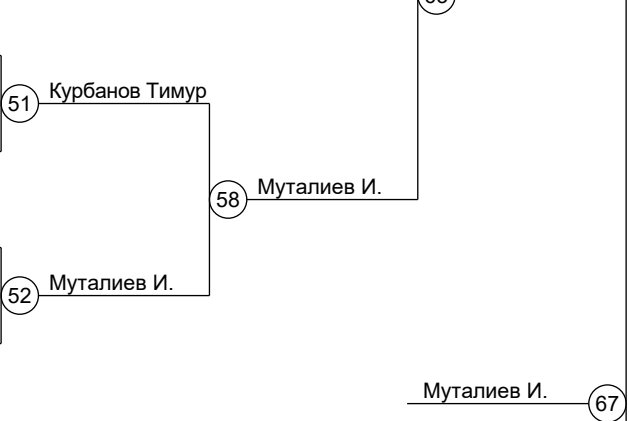 51 Курбанов Тимур
58 Муталиев И.
52 Муталиев И.
Муталиев И. 67